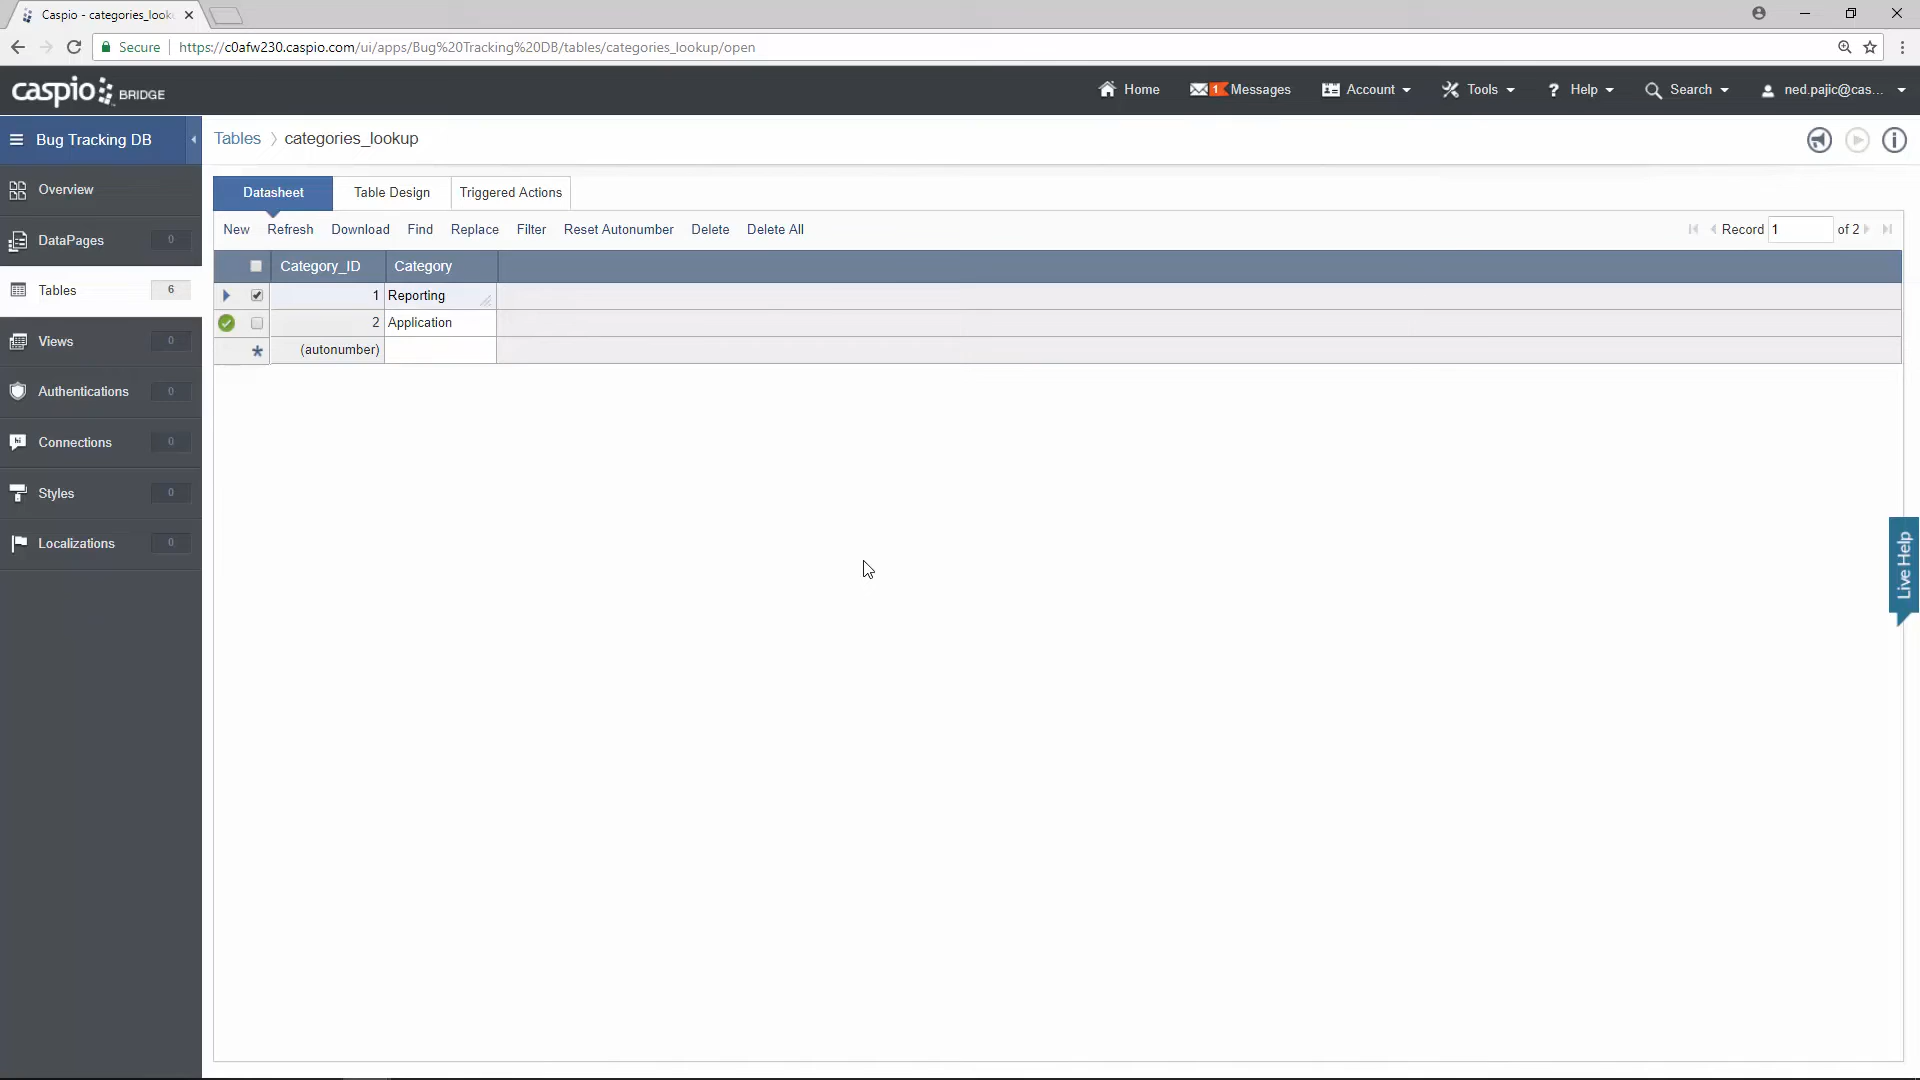 Caspio - categories_look
Secure https://c0afw230.caspio.com/ui/apps/Bug%20Tracking%20DB/tables/categories_lookup/open
caspio BRIDGE
Home 1 Messages Account Tools ? Help Search ned.pajic@cas...
Bug Tracking DB
Tables 〉 categories_lookup
Overview
DataPages 0
Tables 6
Views 0
Authentications 0
Connections 0
Styles 0
Localizations 0
Datasheet Table Design Triggered Actions
New Refresh Download Find Replace Filter Reset Autonumber Delete Delete All Record 1 of 2
Category_ID Category
1 Reporting
2 Application
* (autonumber)
Live Help